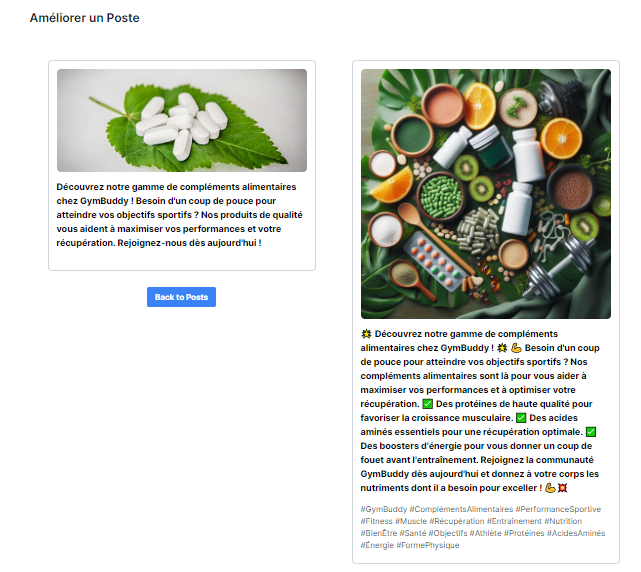 Améliorer un Poste
Découvrez notre gamme de compléments alimentaires
chez GymBuddy ! Besoin d'un coup de pouce pour
atteindre vos objectifs sportifs ? Nos produits de qualité
vous aident à maximiser vos performances et votre
récupération. Rejoignez-nous dès aujourd'hui !
Back to Posts
💥 Découvrez notre gamme de compléments
alimentaires chez GymBuddy ! 💥 💪 Besoin d'un coup
de pouce pour atteindre vos objectifs sportifs ? Nos
compléments alimentaires sont là pour vous aider à
maximiser vos performances et à optimiser votre
récupération. ✅ Des protéines de haute qualité pour
favoriser la croissance musculaire. ✅ Des acides
aminés essentiels pour une récupération optimale. ✅
Des boosters d'énergie pour vous donner un coup de
fouet avant l'entraînement. Rejoignez la communauté
GymBuddy dès aujourd'hui et donnez à votre corps les
nutriments dont il a besoin pour exceller ! 💪💥
#GymBuddy #ComplémentsAlimentaires #PerformanceSportive
#Fitness #Muscle #Récupération #Entraînement #Nutrition
#BienÊtre #Santé #Objectifs #Athlète #Protéines #AcidesAminés
#Énergie #FormePhysique